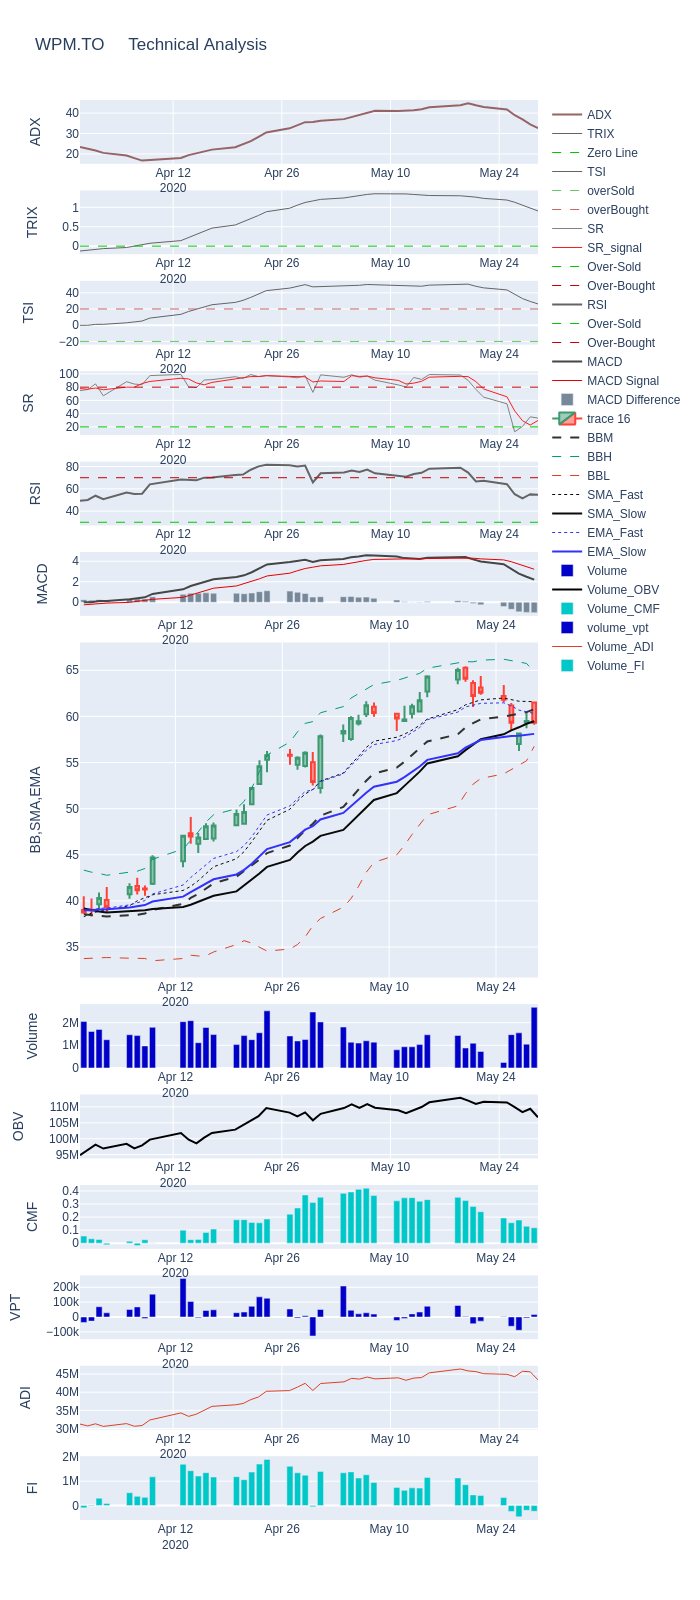 WPM.TO Technical Analysis
ADX
40
30
20
Apr 12
2020
Apr 26
May 10
May 24
TRIX
1
0.5
0
Apr 12
2020
Apr 26
May 10
May 24
TSI
40
20
0
−20
Apr 12
2020
Apr 26
May 10
May 24
SR
100
80
60
40
20
Apr 12
2020
Apr 26
May 10
May 24
RSI
80
60
40
Apr 12
2020
Apr 26
May 10
May 24
MACD
4
2
0
Apr 12
2020
Apr 26
May 10
May 24
BB,SMA,EMA
65
60
55
50
45
40
35
Apr 12
2020
Apr 26
May 10
May 24
Volume
2M
1M
0
Apr 12
2020
Apr 26
May 10
May 24
OBV
110M
105M
100M
95M
Apr 12
2020
Apr 26
May 10
May 24
CMF
0.4
0.3
0.2
0.1
0
Apr 12
2020
Apr 26
May 10
May 24
VPT
200k
100k
0
−100k
Apr 12
2020
Apr 26
May 10
May 24
ADI
45M
40M
35M
30M
Apr 12
2020
Apr 26
May 10
May 24
FI
2M
1M
0
Apr 12
2020
Apr 26
May 10
May 24
ADX
TRIX
Zero Line
TSI
overSold
overBought
SR
SR_signal
Over-Sold
Over-Bought
RSI
Over-Sold
Over-Bought
MACD
MACD Signal
MACD Difference
trace 16
BBM
BBH
BBL
SMA_Fast
SMA_Slow
EMA_Fast
EMA_Slow
Volume
Volume_OBV
Volume_CMF
volume_vpt
Volume_ADI
Volume_FI